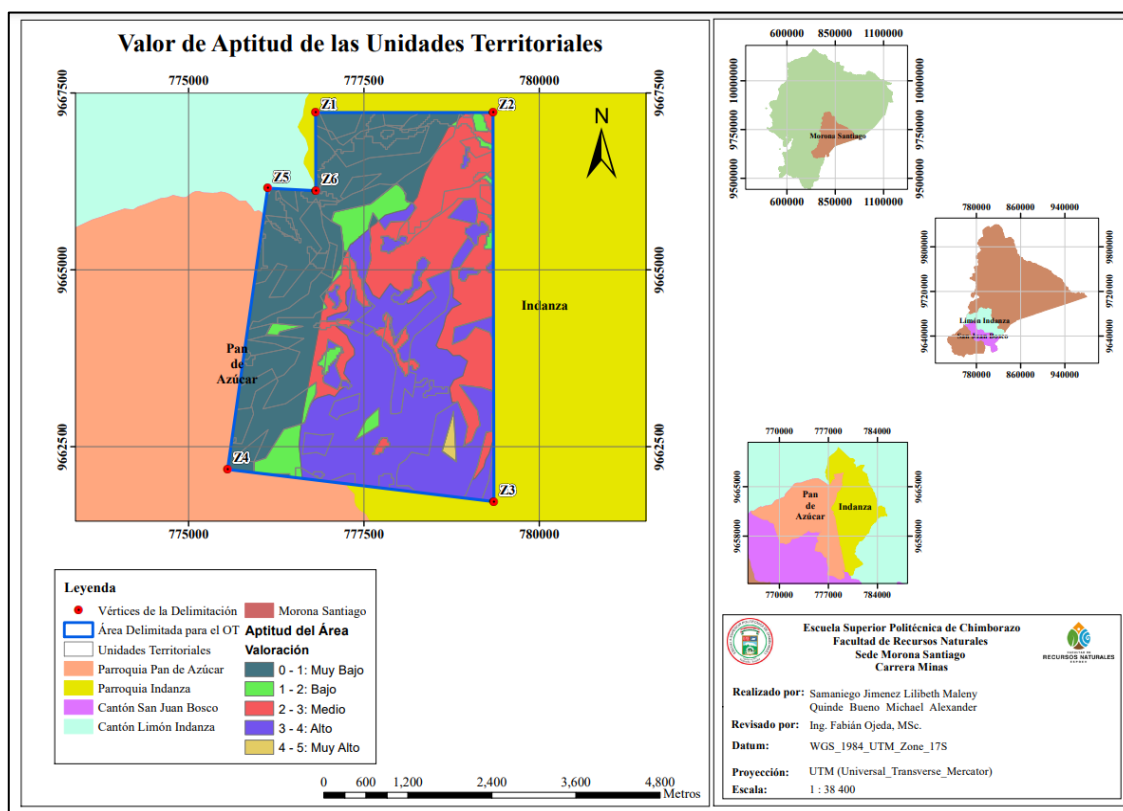 Valor de Aptitud de las Unidades Territoriales
775000 777500 780000
9667500 9667500
Z1 Z2
N
Z5
Z6
9665000 9665000
Indanza
Pan
de
Azúcar
9662500 9662500
Z4
Z3
775000 777500 780000
Leyenda
Vértices de la Delimitación
Área Delimitada para el OT
Unidades Territoriales
Parroquia Pan de Azúcar
Parroquia Indanza
Cantón San Juan Bosco
Cantón Limón Indanza
Morona Santiago
Aptitud del Área
Valoración
0 - 1: Muy Bajo
1 - 2: Bajo
2 - 3: Medio
3 - 4: Alto
4 - 5: Muy Alto
0 600 1,200 2,400 3,600 4,800
Metros
600000 850000 1100000
10000000 10000000
9750000 9750000
Morona Santiago
9500000 9500000
600000 850000 1100000
780000 860000 940000
9800000 9800000
9720000 9720000
Limón Indanza
9640000 9640000
San Juan Bosco
780000 860000 940000
770000 777000 784000
9665000 9665000
Pan
de
Azúcar
Indanza
9658000 9658000
770000 777000 784000
Escuela Superior Politécnica de Chimborazo
Facultad de Recursos Naturales
Sede Morona Santiago
Carrera Minas
RECURSOS NATURALES
Realizado por: Samaniego Jimenez Lilibeth Maleny
Quinde Bueno Michael Alexander
Revisado por: Ing. Fabián Ojeda, MSc.
Datum: WGS_1984_UTM_Zone_17S
Proyección: UTM (Universal_Transverse_Mercator)
Escala: 1 : 38 400